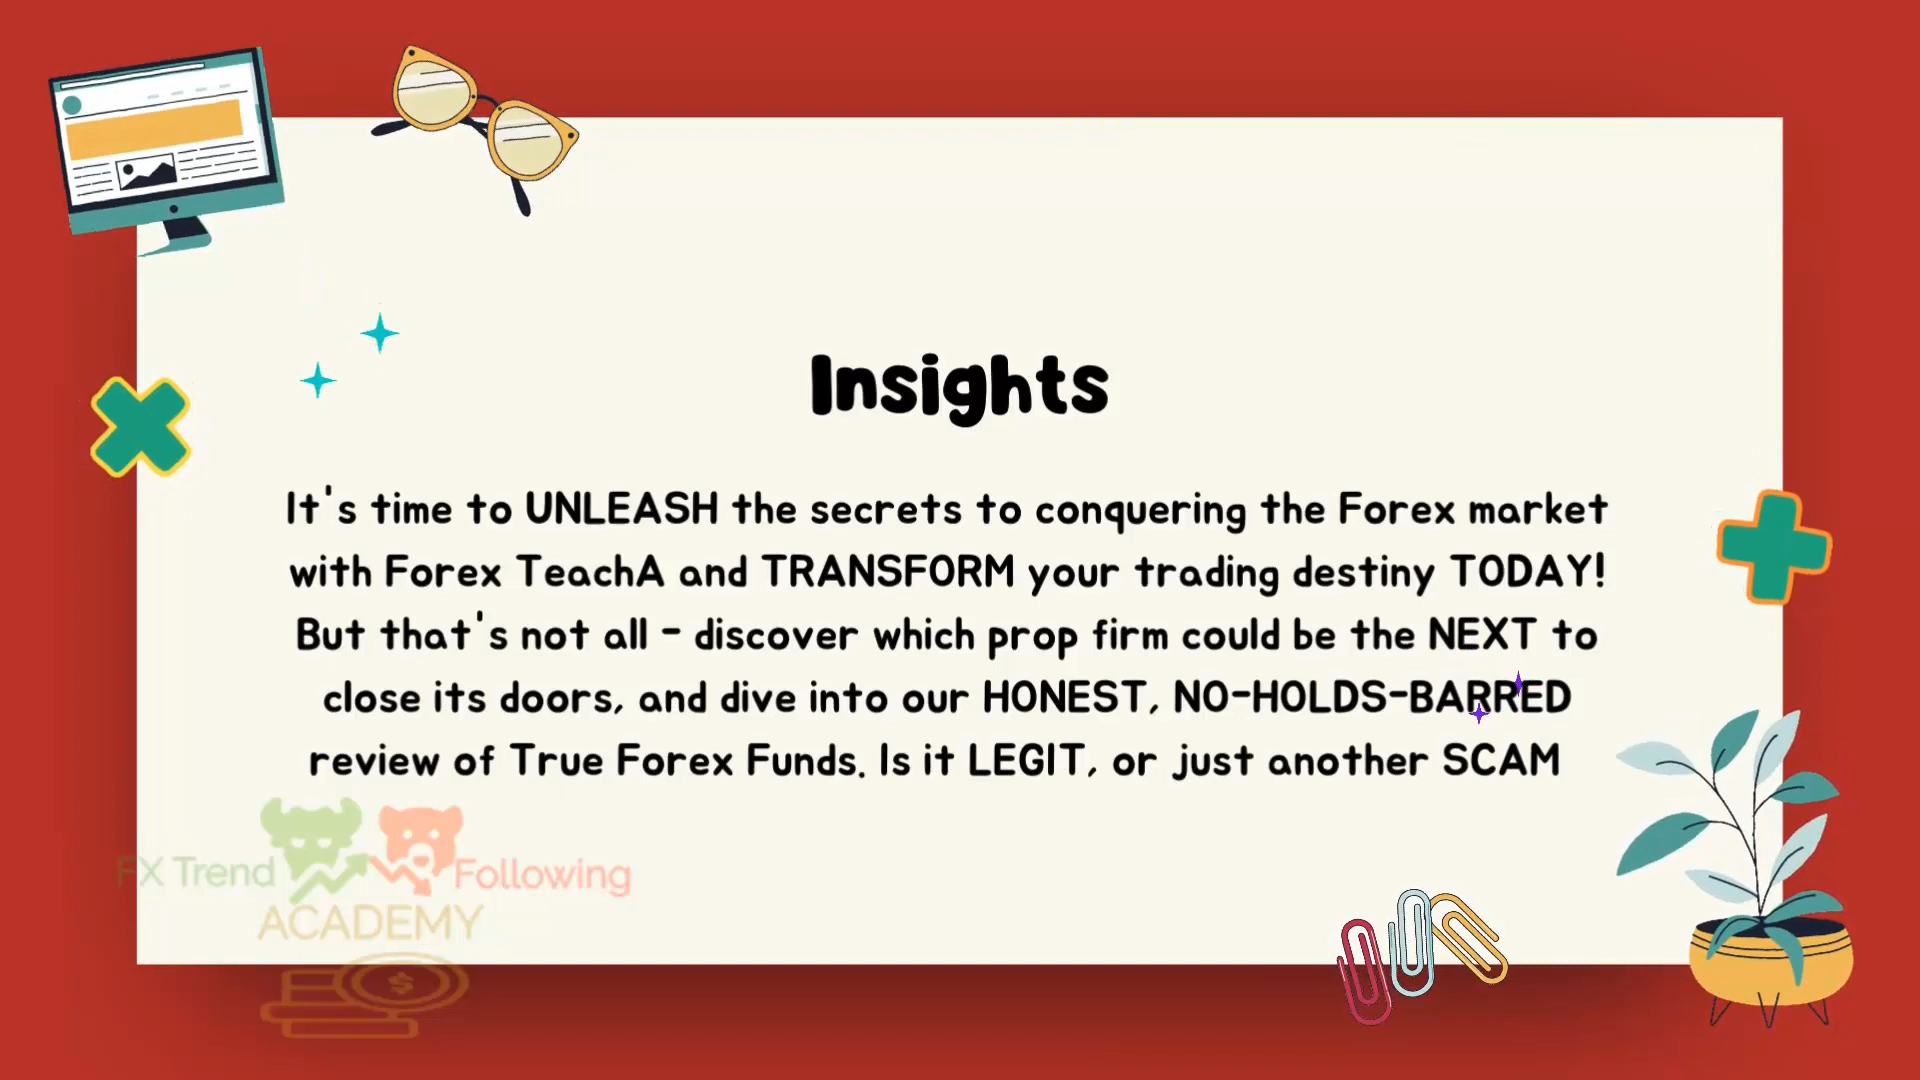 Insights
It's time to UNLEASH the secrets to conquering the Forex market
with Forex TeachA and TRANSFORM your trading destiny TODAY!
But that's not all - discover which prop firm could be the NEXT to
close its doors, and dive into our HONEST, NO-HOLDS-BARRED
review of True Forex Funds. Is it LEGIT, or just another SCAM
FX Trend Following
ACADEMY
$